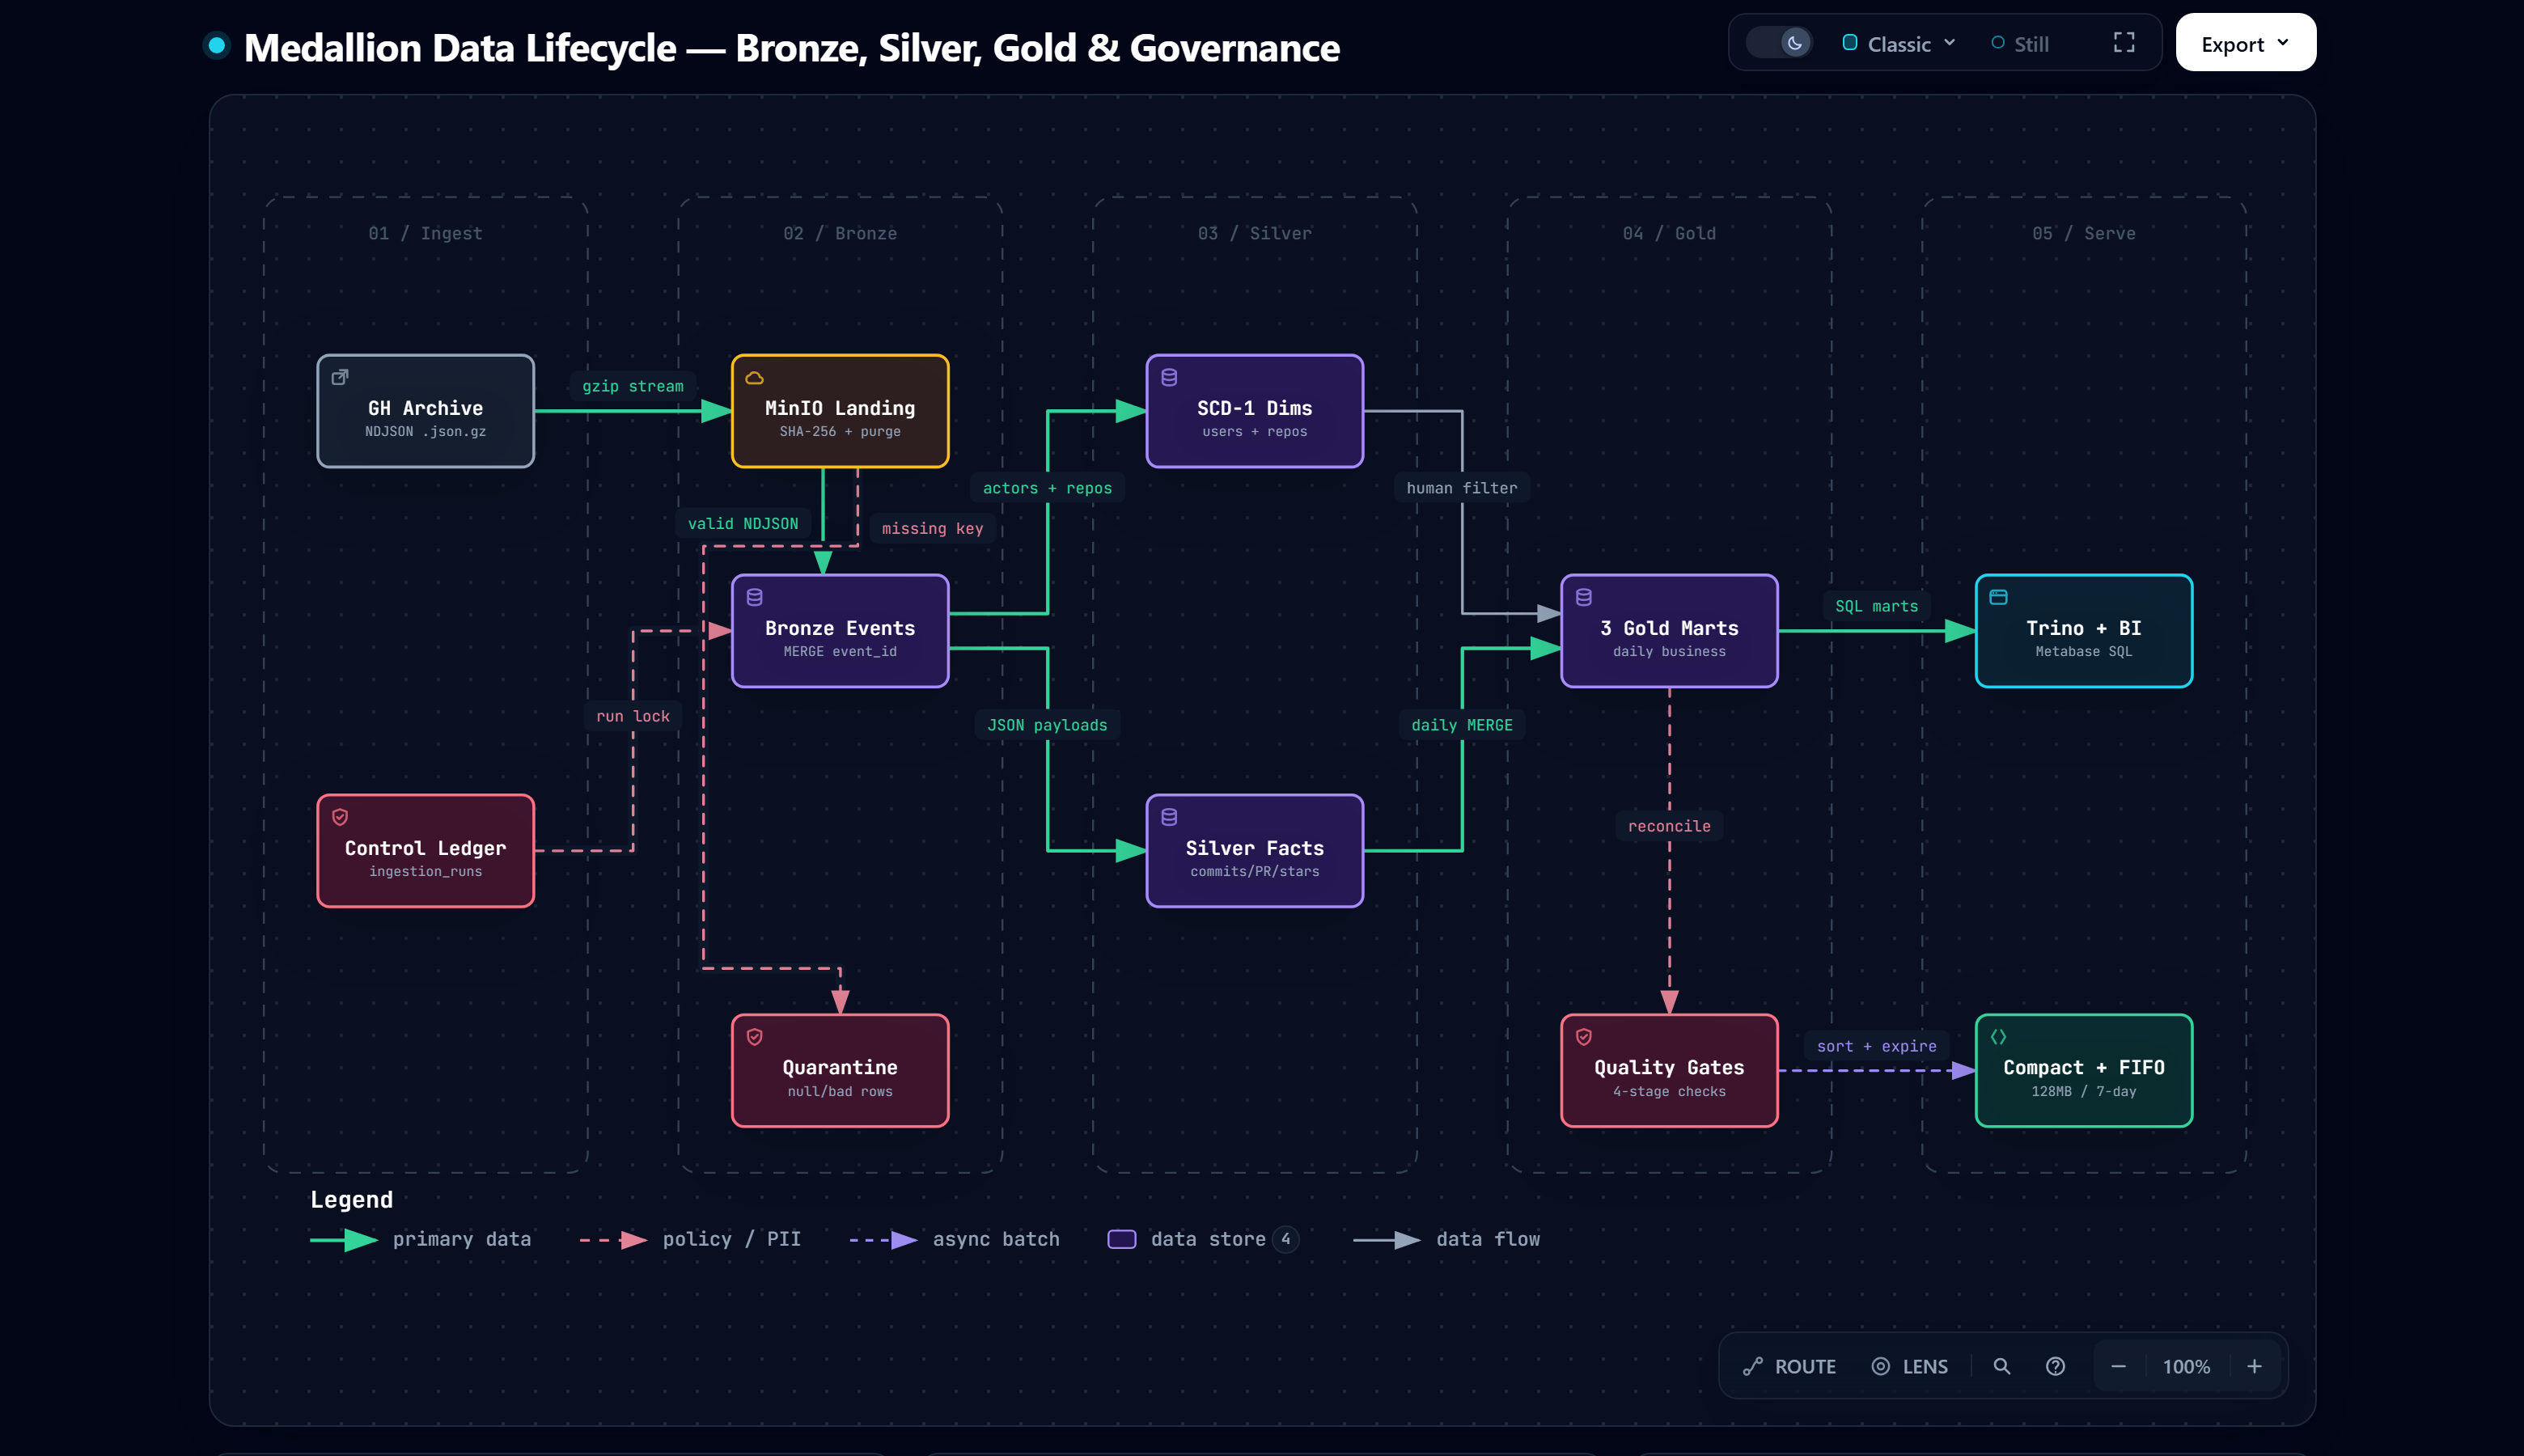 Medallion Data Lifecycle — Bronze, Silver, Gold & Governance
Classic
Still
Export
01 / Ingest
02 / Bronze
03 / Silver
04 / Gold
05 / Serve
GH Archive
NDJSON .json.gz
gzip stream
MinIO Landing
SHA-256 + purge
SCD-1 Dims
users + repos
actors + repos
human filter
valid NDJSON
missing key
Bronze Events
MERGE event_id
3 Gold Marts
daily business
SQL marts
Trino + BI
Metabase SQL
run lock
JSON payloads
daily MERGE
Control Ledger
ingestion_runs
Silver Facts
commits/PR/stars
reconcile
Quarantine
null/bad rows
Quality Gates
4-stage checks
sort + expire
Compact + FIFO
128MB / 7-day
Legend
primary data
policy / PII
async batch
data store 4
data flow
ROUTE
LENS
100%